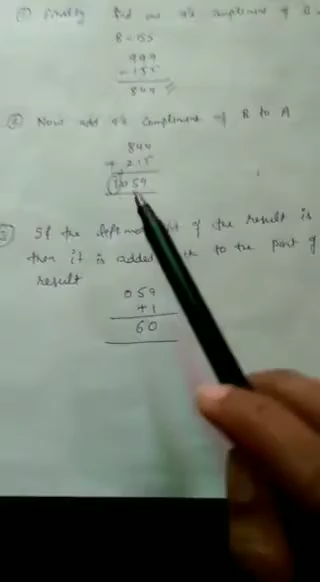 ① Finally find out 9's complement of B
B = 155
999
- 155
844
② Now add 9's complement of B to A
844
+ 215
1059
③ If the left of the result is
then it is added to the part of
result
059
+1
60